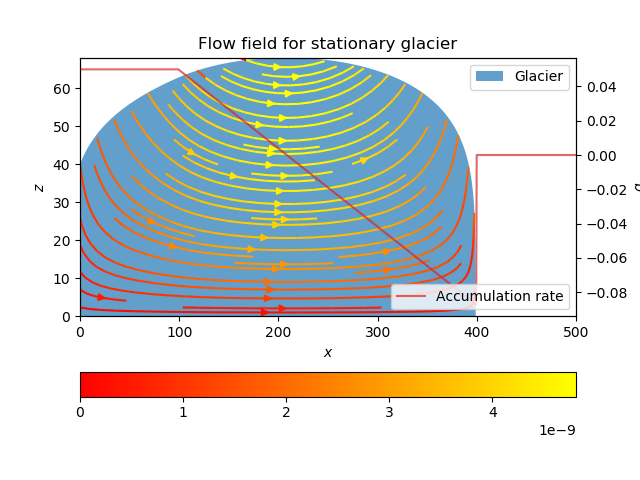 Flow field for stationary glacier
60
50
40
30
20
10
0
z
0 100 200 300 400 500
x
0.04
0.02
0.00
−0.02
−0.04
−0.06
−0.08
Glacier
Accumulation rate
0 1 2 3 4
1e−9